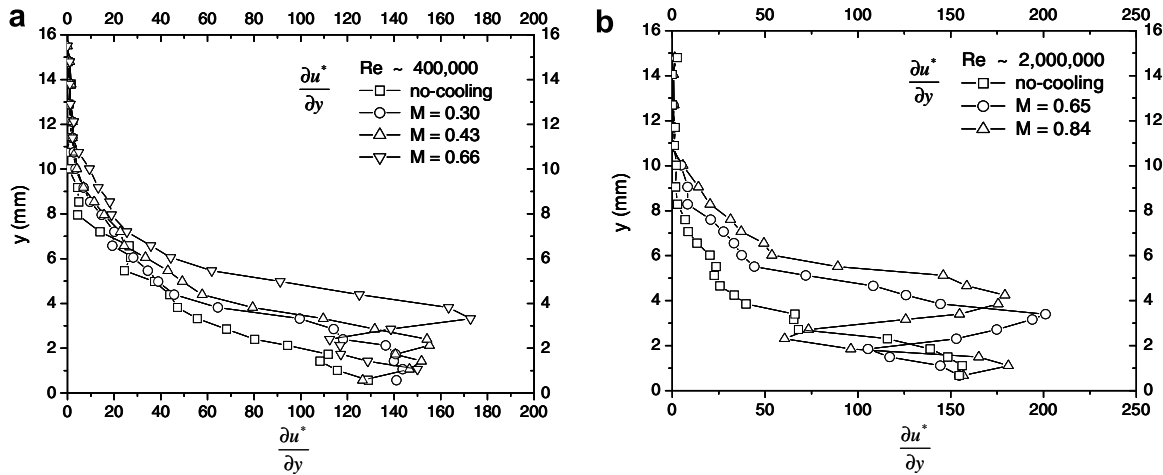 a
0 20 40 60 80 100 120 140 160 180 200
16 16
14 14
12 12
10 10
8 8
6 6
4 4
2 2
0 0
0 20 40 60 80 100 120 140 160 180 200
y (mm)
∂u*
∂y
∂u*
∂y
Re ~ 400,000
no-cooling
M = 0.30
M = 0.43
M = 0.66
b
0 50 100 150 200 250
16 16
14 14
12 12
10 10
8 8
6 6
4 4
2 2
0 0
0 50 100 150 200 250
y (mm)
∂u*
∂y
∂u*
∂y
Re ~ 2,000,000
no-cooling
M = 0.65
M = 0.84